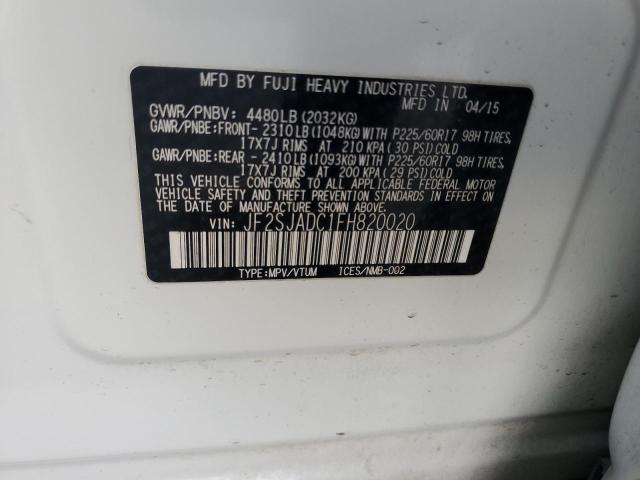 MFD BY FUJI HEAVY INDUSTRIES LTD.
MFD IN 04/15
GVWR/PNBV: 4480LB(2032KG)
GAWR/PNBE:FRONT- 2310LB(1048KG)WITH P225/60R17 98H TIRES,
17X7J RIMS AT 210 KPA(30 PSI)COLD
GAWR/PNBE:REAR - 2410LB(1093KG)WITH P225/60R17 98H TIRES,
17X7J RIMS AT 200 KPA(29 PSI)COLD
THIS VEHICLE CONFORMS TO ALL APPLICABLE FEDERAL MOTOR
VEHICLE SAFETY AND THEFT PREVENTION STANDARDS IN EFFECT ON
THE DATE OF MANUFACTURE SHOWN ABOVE.
VIN: JF2SJADC1FH820020
TYPE:MPV/VTUM ICES/NMB-002